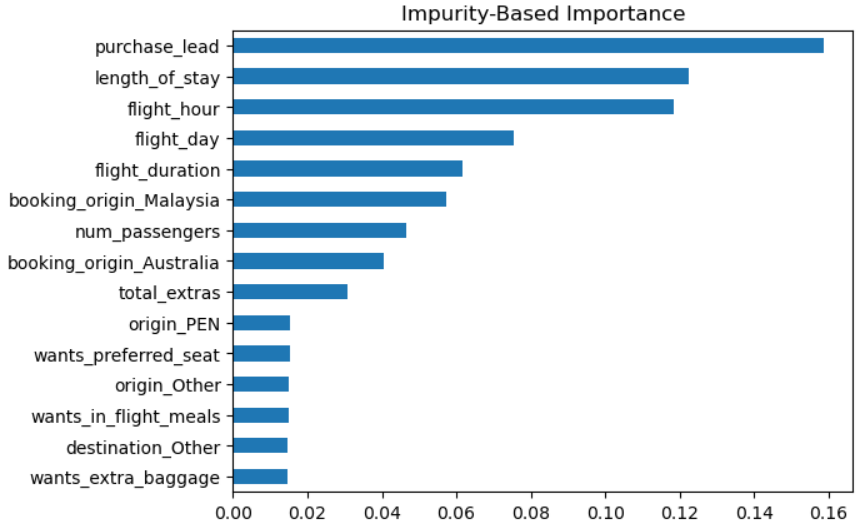 Impurity-Based Importance
purchase_lead
length_of_stay
flight_hour
flight_day
flight_duration
booking_origin_Malaysia
num_passengers
booking_origin_Australia
total_extras
origin_PEN
wants_preferred_seat
origin_Other
wants_in_flight_meals
destination_Other
wants_extra_baggage
0.00 0.02 0.04 0.06 0.08 0.10 0.12 0.14 0.16